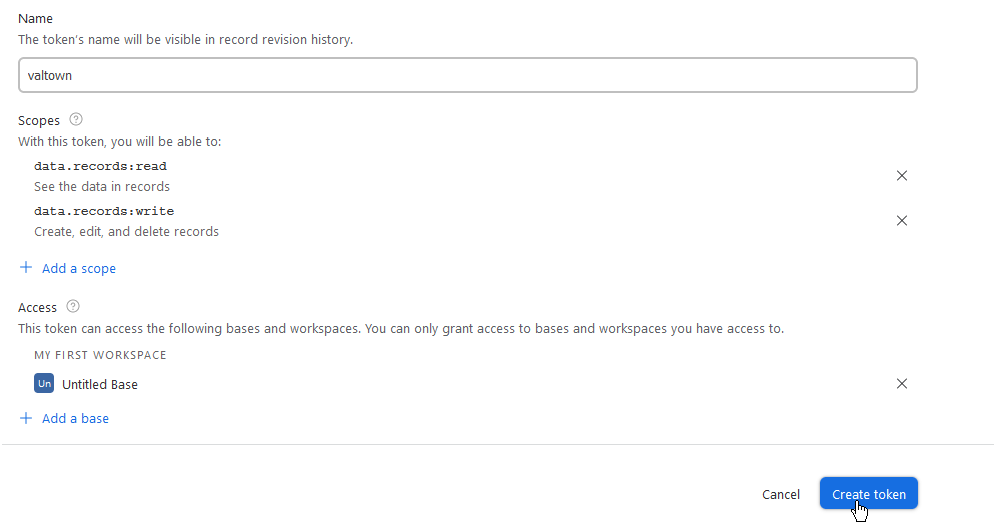 Name
The token's name will be visible in record revision history.
valtown
Scopes
With this token, you will be able to:
data.records:read
See the data in records
data.records:write
Create, edit, and delete records
Add a scope
Access
This token can access the following bases and workspaces. You can only grant access to bases and workspaces you have access to.
MY FIRST WORKSPACE
Un Untitled Base
Add a base
Cancel Create token